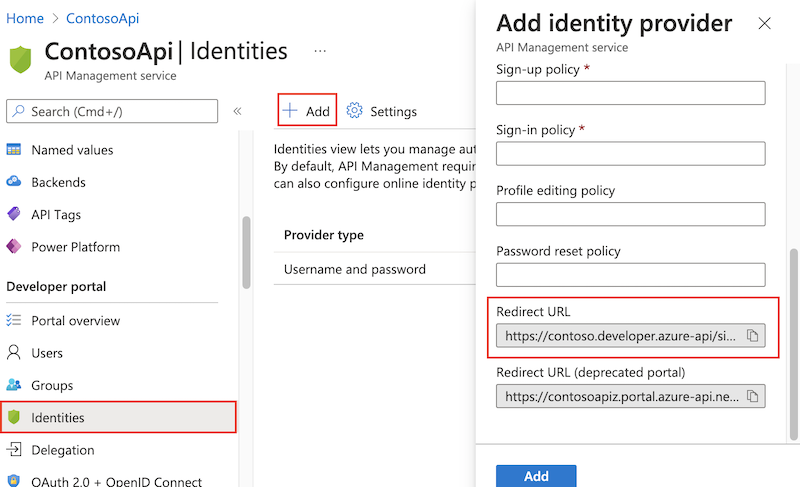 Home > ContosoApi
ContosoApi | Identities ...
API Management service
Search (Cmd+/)
«
Named values
Backends
API Tags
Power Platform
Developer portal
Portal overview
Users
Groups
Identities
Delegation
OAuth 2.0 + OpenID Connect
Add
Settings
Identities view lets you manage aut
By default, API Management requir
can also configure online identity p
Provider type
Username and password
Add identity provider
API Management service
Sign-up policy *
Sign-in policy *
Profile editing policy
Password reset policy
Redirect URL
https://contoso.developer.azure-api/si...
Redirect URL (deprecated portal)
https://contosoapiz.portal.azure-api.ne...
Add